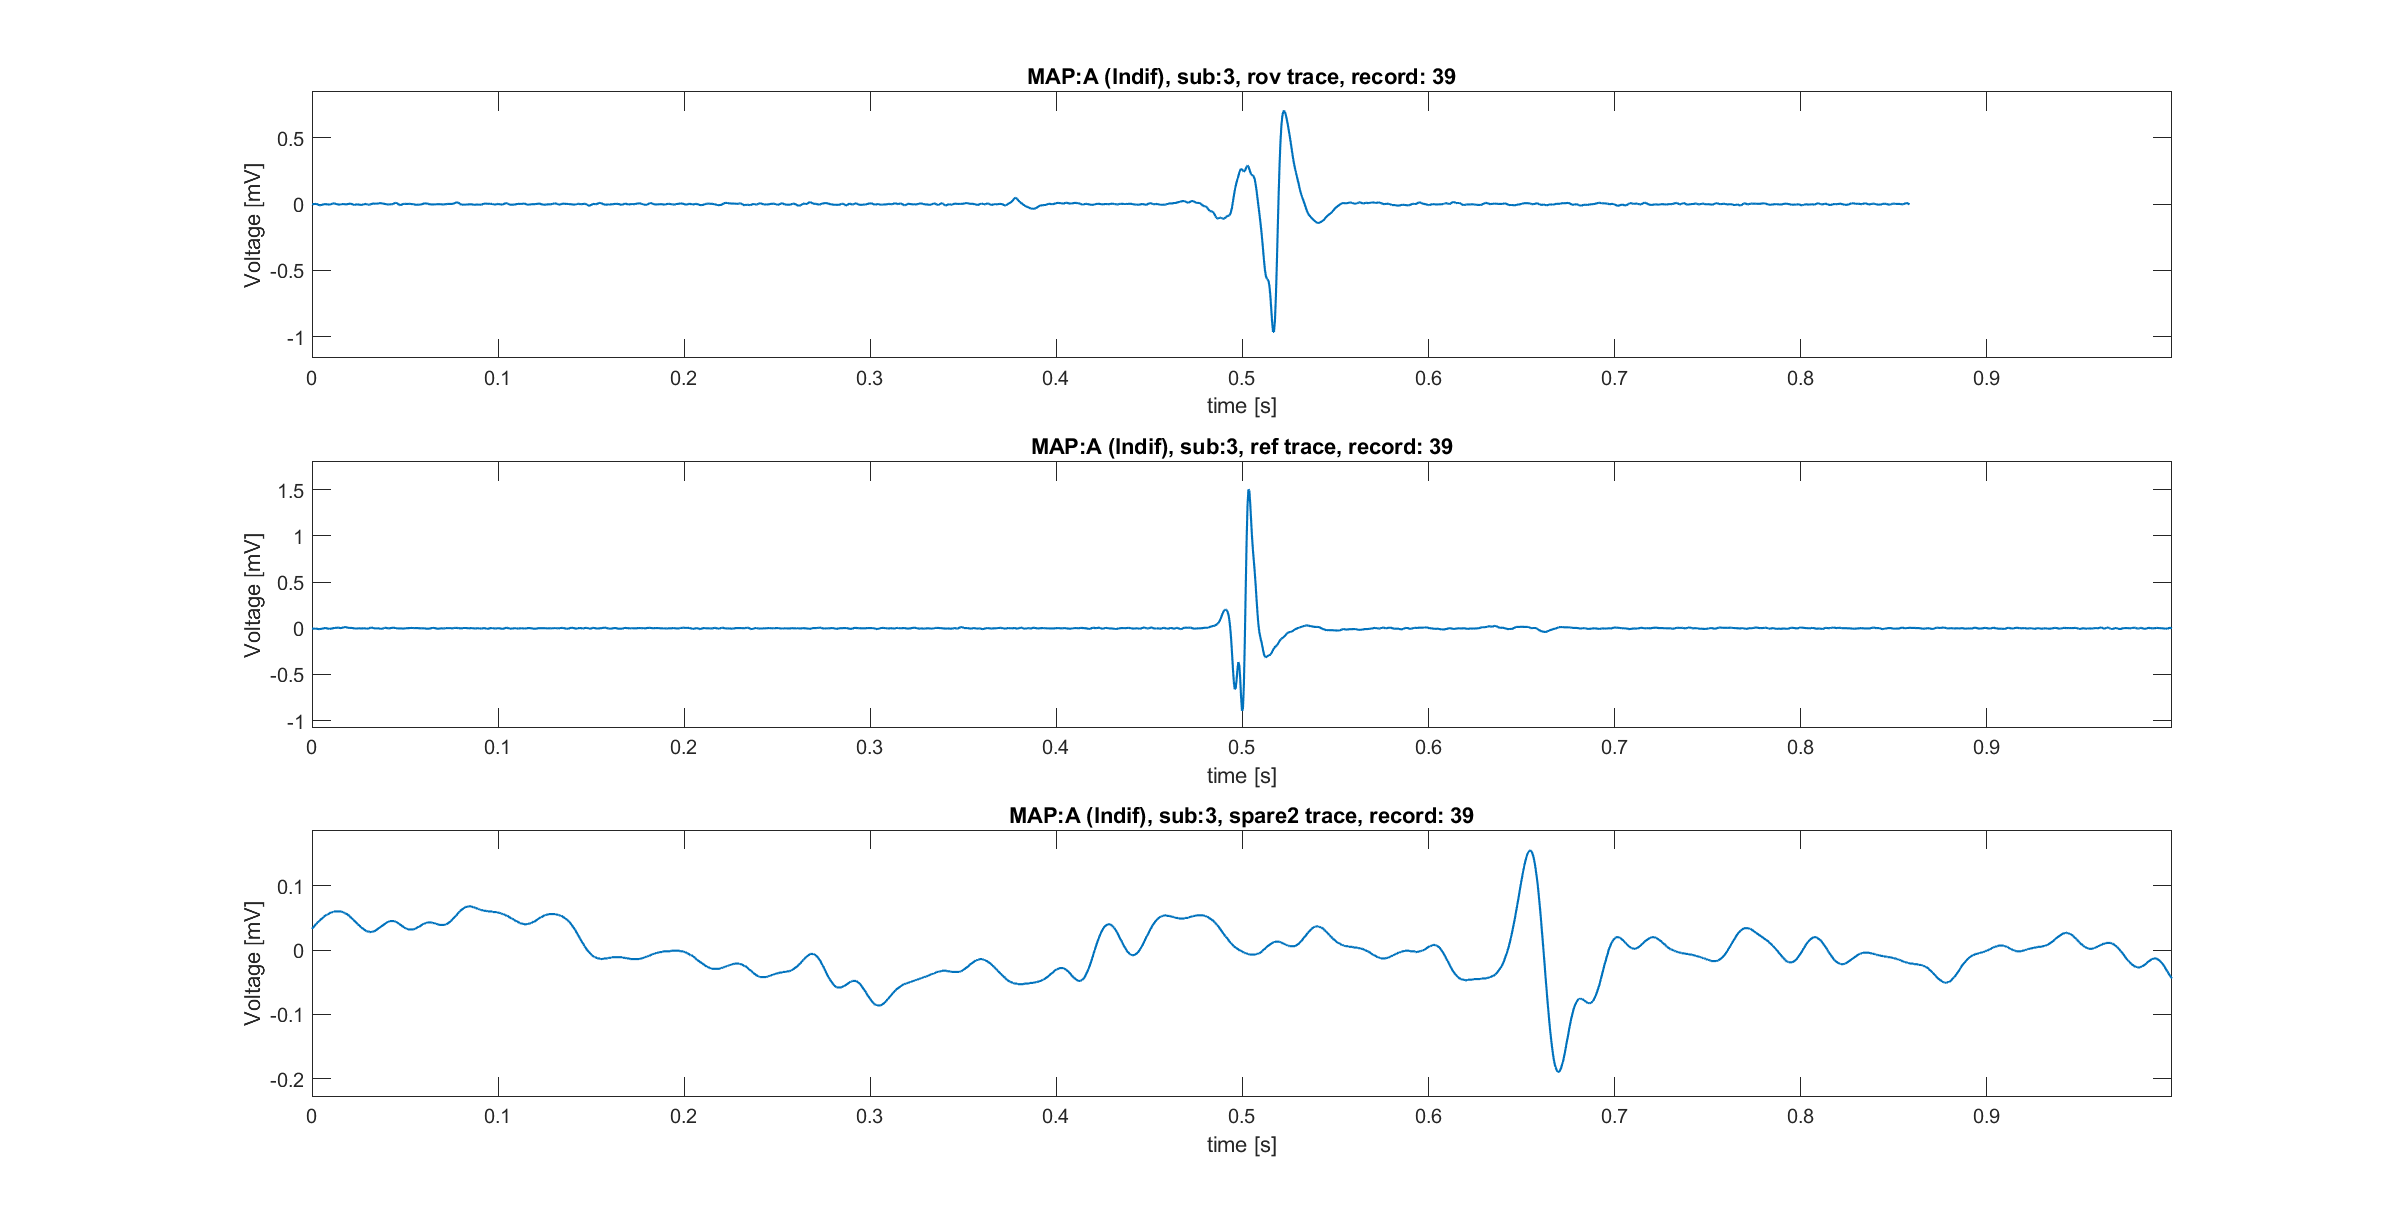 MAP:A (Indif), sub:3, rov trace, record: 39
Voltage [mV]
0.5
0
-0.5
-1
0 0.1 0.2 0.3 0.4 0.5 0.6 0.7 0.8 0.9
time [s]
MAP:A (Indif), sub:3, ref trace, record: 39
Voltage [mV]
1.5
1
0.5
0
-0.5
-1
0 0.1 0.2 0.3 0.4 0.5 0.6 0.7 0.8 0.9
time [s]
MAP:A (Indif), sub:3, spare2 trace, record: 39
Voltage [mV]
0.1
0
-0.1
-0.2
0 0.1 0.2 0.3 0.4 0.5 0.6 0.7 0.8 0.9
time [s]